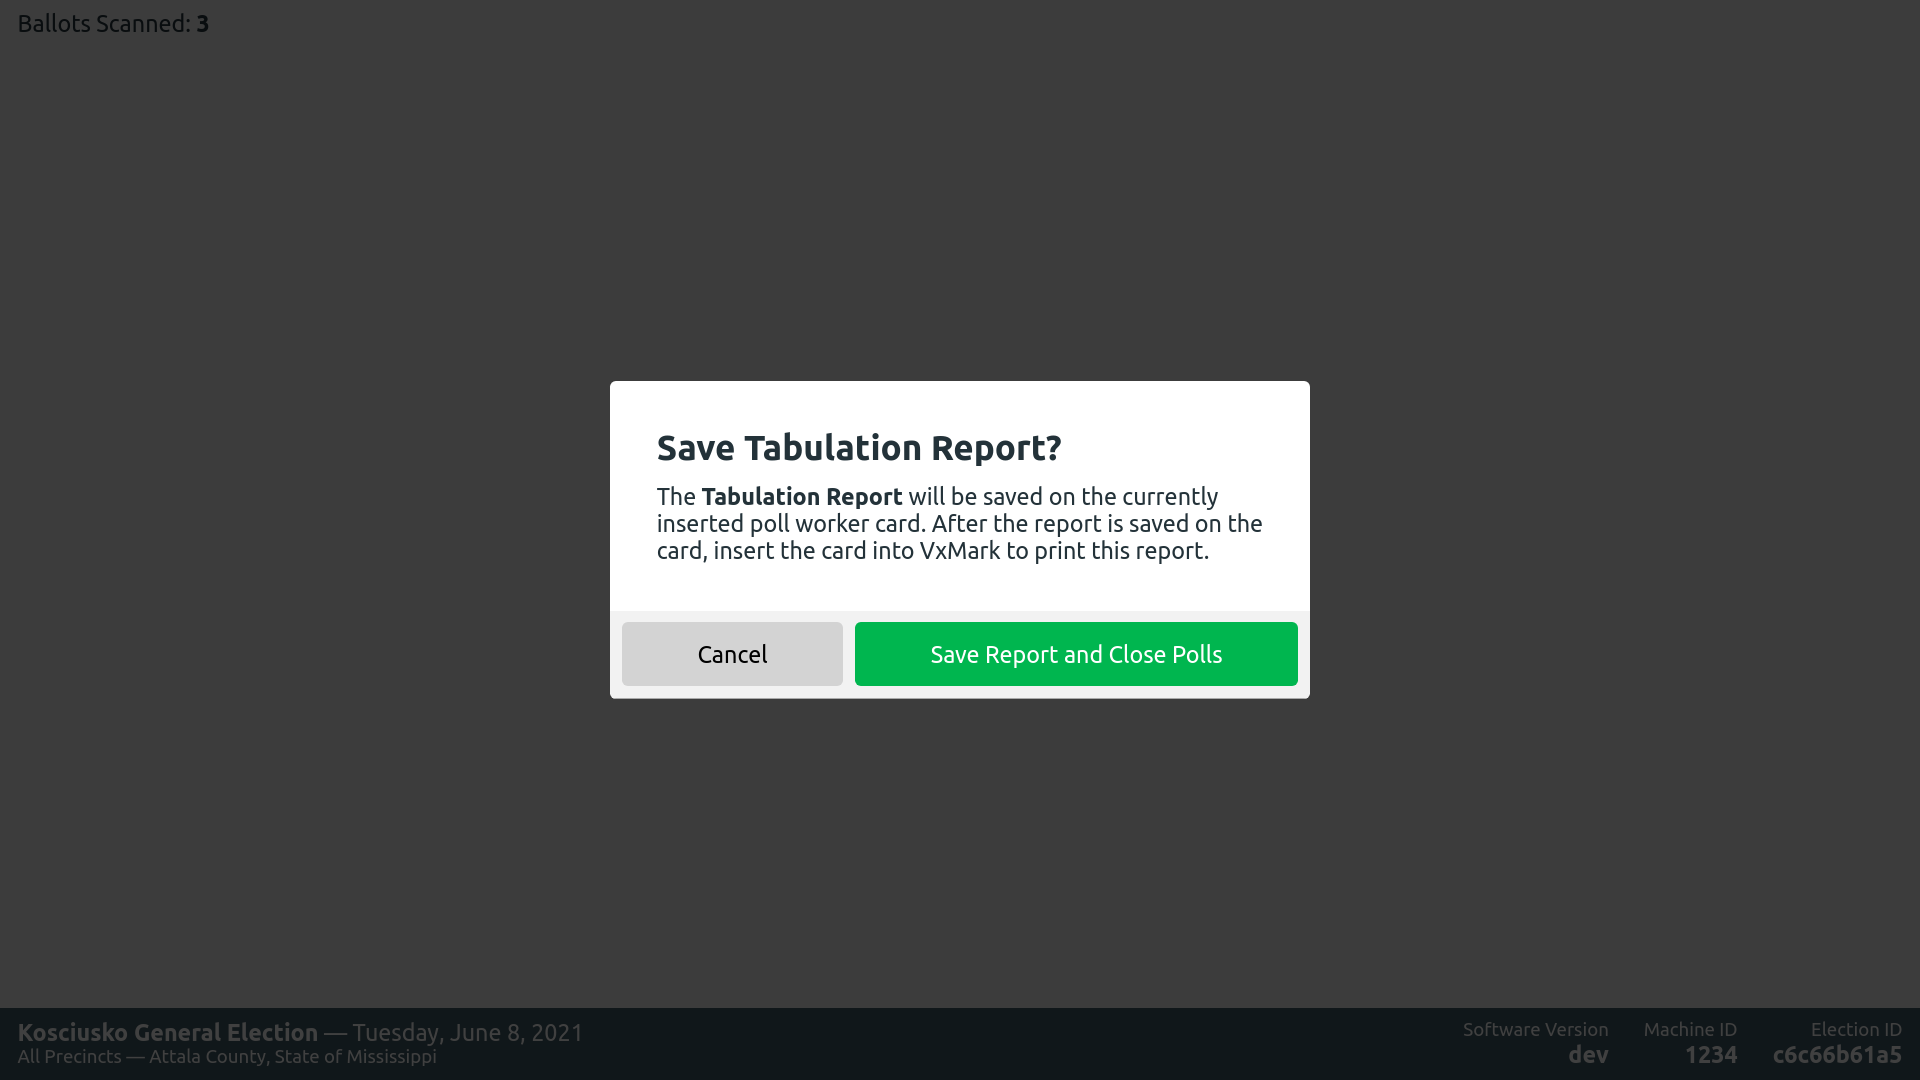 Ballots Scanned: 3
Save Tabulation Report?
The Tabulation Report will be saved on the currently
inserted poll worker card. After the report is saved on the
card, insert the card into VxMark to print this report.
Cancel
Save Report and Close Polls
Kosciusko General Election — Tuesday, June 8, 2021
All Precincts — Attala County, State of Mississippi
Software Version
dev
Machine ID
1234
Election ID
c6c66b61a5